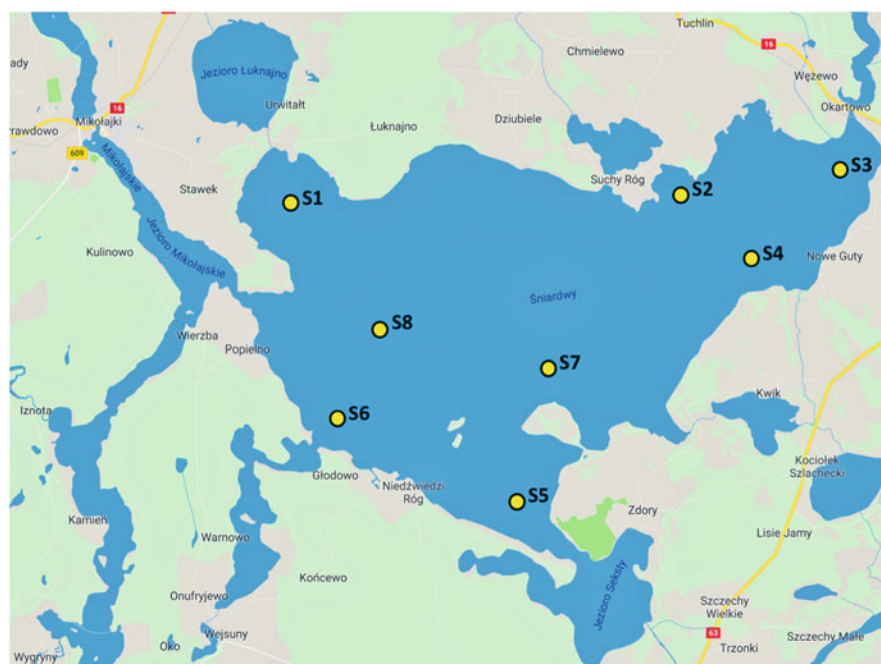 Tuchlin
16
ady
Jezioro Łuknajno
Chmielewo
16
Wężewo
16
Urwitałt
Okartowo
Mikołajki
Łuknajno
Dziubiele
rawdowo
609
Mikołajskie
S3
Suchy Róg
S2
Stawek
S1
Kulinowo
Jezioro Mikołajskie
S4
Nowe Guty
Śniardwy
S8
Wierzba
Popielno
S7
Kwik
Iznota
S6
Kociołek
Szlachecki
Głodowo
Niedźwiedzi
Róg
S5
Zdory
Kamień
Lisie Jamy
Warnowo
Jezioro Seksty
Końcewo
Onufryjewo
Szczechy
Wielkie
63
Wejsuny
Szczechy Małe
Oko
Trzonki
Wygryny